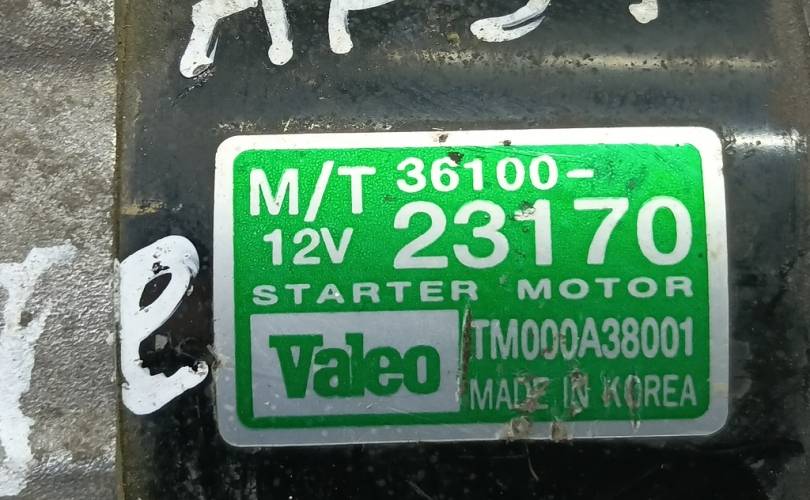 M/T 36100-
12V 23170
STARTER MOTOR
Valeo TM000A38001
MADE IN KOREA